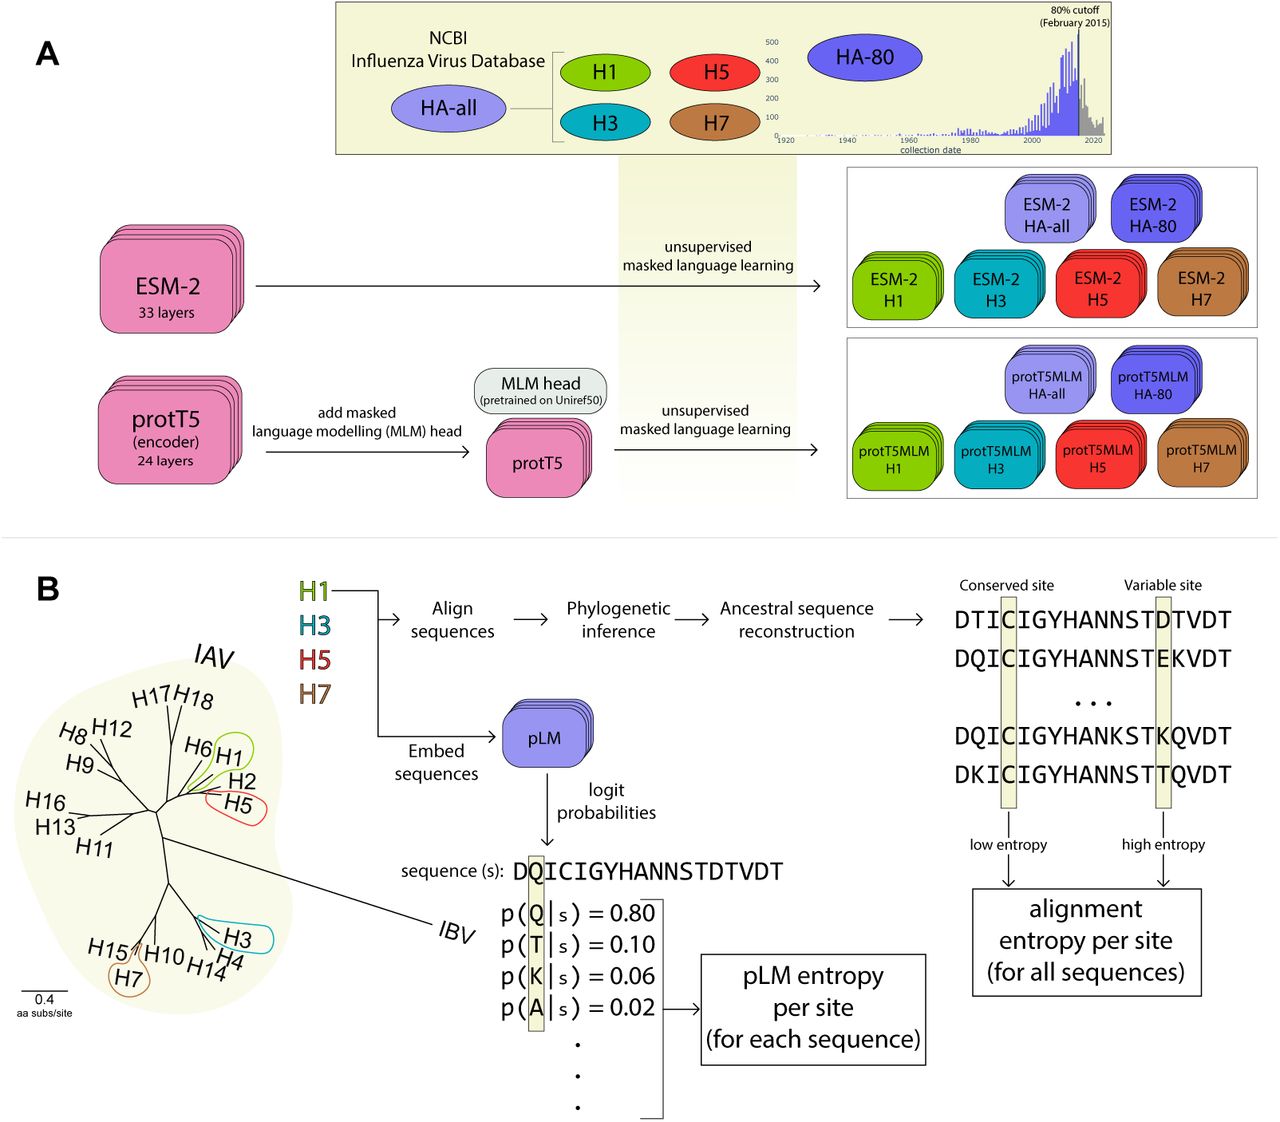 A
NCBI
Influenza Virus Database
HA-all
H1
H5
H3
H7
HA-80
80% cutoff
(February 2015)
500
400
300
200
100
0
1920
1940
1960
1980
2000
2020
collection date
ESM-2
33 layers
unsupervised
masked language learning
ESM-2
HA-all
ESM-2
HA-80
ESM-2
H1
ESM-2
H3
ESM-2
H5
ESM-2
H7
protT5
(encoder)
24 layers
add masked
language modelling (MLM) head
MLM head
(pretrained on Uniref50)
protT5
unsupervised
masked language learning
protT5MLM
HA-all
protT5MLM
HA-80
protT5MLM
H1
protT5MLM
H3
protT5MLM
H5
protT5MLM
H7
B
IAV
H17
H18
H8
H12
H9
H6
H1
H2
H5
H16
H13
H11
H3
H4
H14
H10
H15
H7
IBV
0.4
aa subs/site
H1
H3
H5
H7
Align
sequences
Phylogenetic
inference
Ancestral sequence
reconstruction
Embed
sequences
pLM
logit
probabilities
sequence (s): DQICIGYHANNSTDTVDT
p(Q|s) = 0.80
p(T|s) = 0.10
p(K|s) = 0.06
p(A|s) = 0.02
.
.
.
pLM entropy
per site
(for each sequence)
Conserved site
Variable site
DTICIGYHANNSTDTVDT
DQICIGYHANNSTEKVDT
...
DQICIGYHANKSTKQVDT
DKICIGYHANNSTTQVDT
low entropy
high entropy
alignment
entropy per site
(for all sequences)